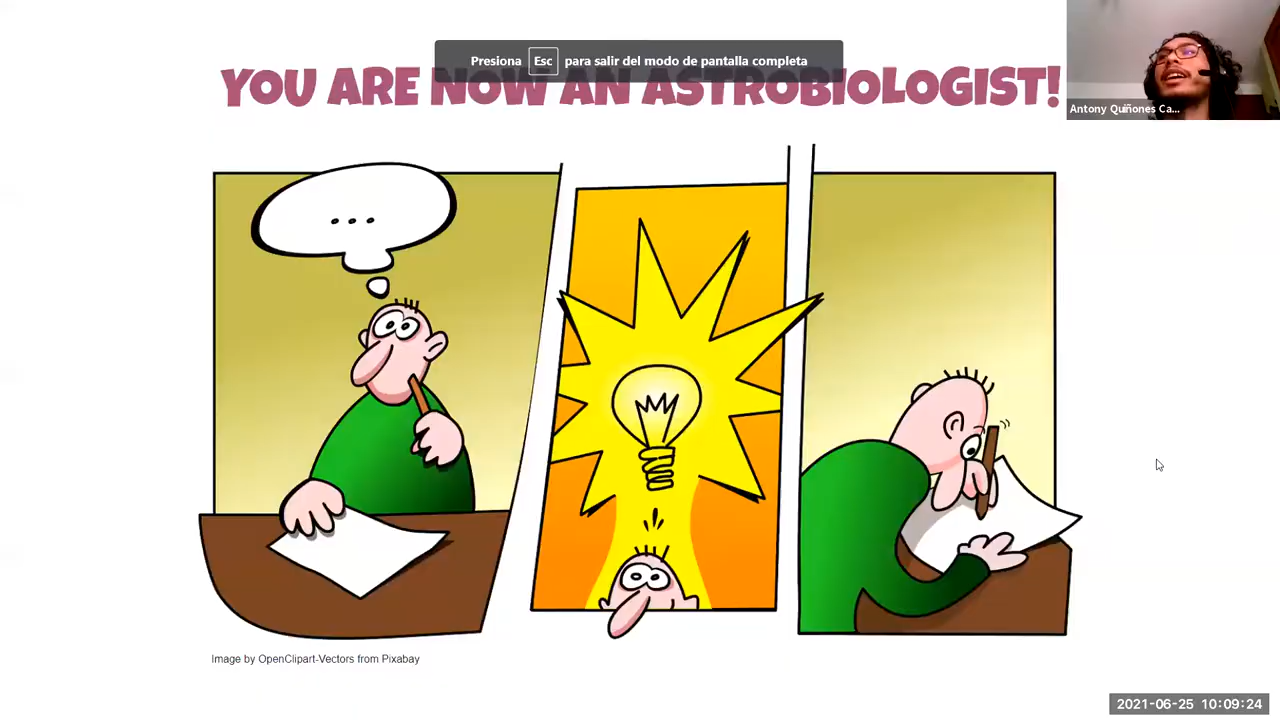 Presiona Esc para salir del modo de pantalla completa
YOU ARE NOW AN ASTROBIOLOGIST!
Antony Quiñones Ca...
...
Image by OpenClipart-Vectors from Pixabay
2021-06-25 10:09:24